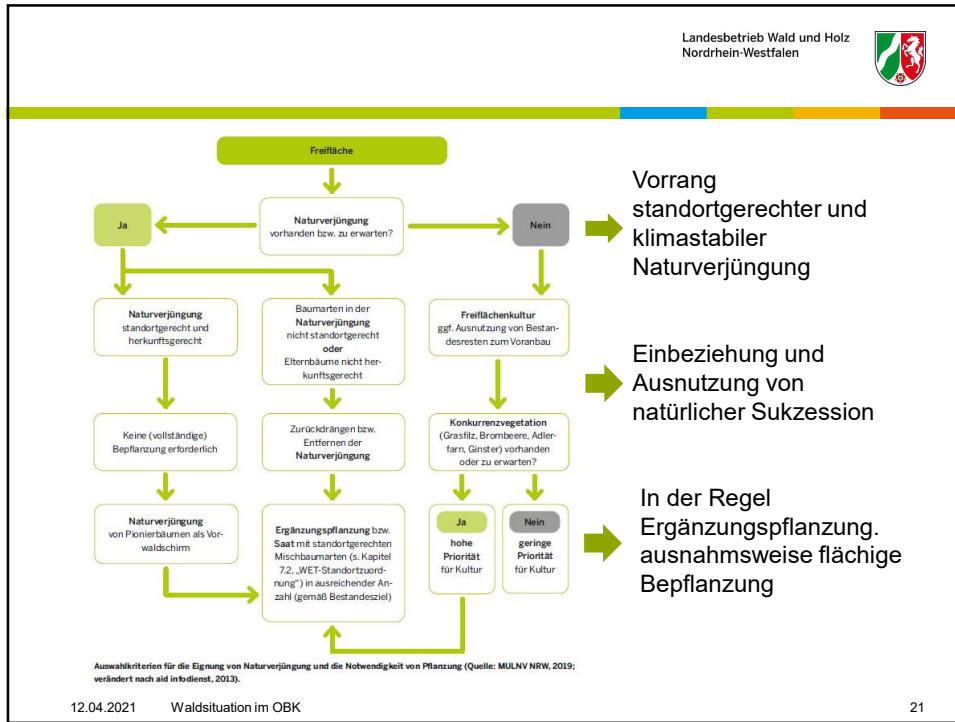 Landesbetrieb Wald und Holz
Nordrhein-Westfalen
Freifläche
Ja
Naturverjüngung
vorhanden bzw. zu erwarten?
Nein
Naturverjüngung
standortgerecht und
herkunftsgerecht
Baumarten in der
Naturverjüngung
nicht standortgerecht
oder
Elternbäume nicht her-
kunftsgerecht
Freiflächenkultur
ggf. Ausnutzung von Bestan-
desresten zum Voranbau
Keine (vollständige)
Bepflanzung erforderlich
Zurückdrängen bzw.
Entfernen der
Naturverjüngung
Konkurrenzvegetation
(Grasfilz, Brombeere, Adler-
farn, Ginster) vorhanden
oder zu erwarten?
Naturverjüngung
von Pionierbäumen als Vor-
waldschirm
Ergänzungspflanzung bzw.
Saat mit standortgerechten
Mischbaumarten (s. Kapitel
7.2, „WET-Standortzuord-
nung“) in ausreichender An-
zahl (gemäß Bestandesziel)
Ja
hohe
Priorität
für Kultur
Nein
geringe
Priorität
für Kultur
Vorrang
standortgerechter und
klimastabiler
Naturverjüngung
Einbeziehung und
Ausnutzung von
natürlicher Sukzession
In der Regel
Ergänzungspflanzung.
ausnahmsweise flächige
Bepflanzung
Auswahlkriterien für die Eignung von Naturverjüngung und die Notwendigkeit von Pflanzung (Quelle: MULNV NRW, 2019;
verändert nach aid infodienst, 2013).
12.04.2021 Waldsituation im OBK 21